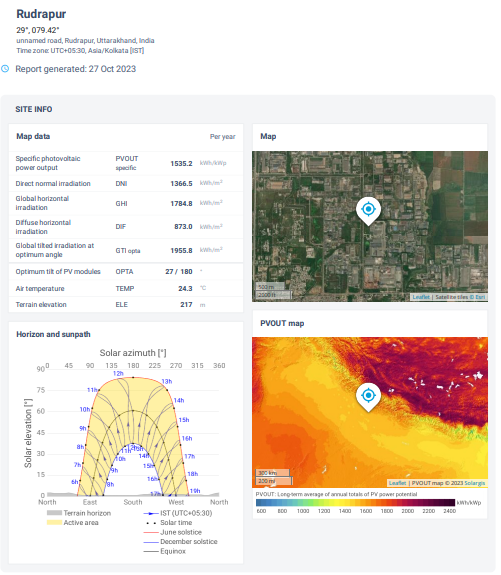 Rudrapur
29°, 079.42°
unnamed road, Rudrapur, Uttarakhand, India
Time zone: UTC+05:30, Asia/Kolkata [IST]
Report generated: 27 Oct 2023
SITE INFO
Map data Per year
Specific photovoltaic power output PVOUT specific 1535.2 kWh/kWp
Direct normal irradiation DNI 1366.5 kWh/m²
Global horizontal irradiation GHI 1784.8 kWh/m²
Diffuse horizontal irradiation DIF 873.0 kWh/m²
Global tilted irradiation at optimum angle GTI opta 1955.8 kWh/m²
Optimum tilt of PV modules OPTA 27 / 180 °
Air temperature TEMP 24.3 °C
Terrain elevation ELE 217 m
Map
500 m
2000 ft
Leaflet | Satellite tiles © Esri
Horizon and sunpath
Solar azimuth [°]
0 45 90 135 180 225 270 315 360
Solar elevation [°]
90
75
60
45
30
15
0
12h
11h 13h
10h 14h
9h 15h
8h 16h
7h 17h
6h 18h
19h
North East South West North
Terrain horizon
Active area
IST (UTC+05:30)
Solar time
June solstice
December solstice
Equinox
PVOUT map
300 km
200 mi
Leaflet | PVOUT map © 2023 Solargis
PVOUT: Long-term average of annual totals of PV power potential
kWh/kWp
600 800 1000 1200 1400 1600 1800 2000 2200 2400